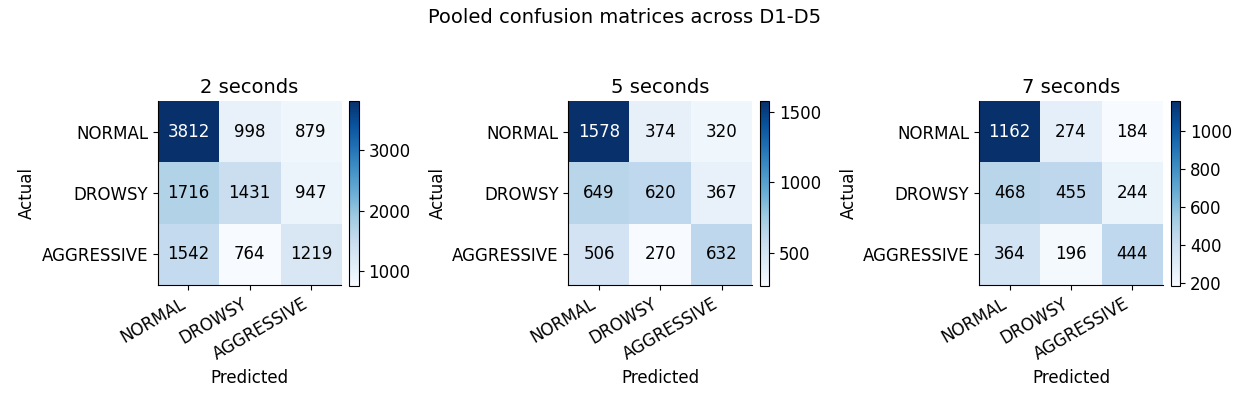 Pooled confusion matrices across D1-D5
2 seconds
NORMAL 3812 998 879
DROWSY 1716 1431 947
AGGRESSIVE 1542 764 1219
3000
2000
1000
Actual
NORMAL DROWSY AGGRESSIVE
Predicted
5 seconds
NORMAL 1578 374 320
DROWSY 649 620 367
AGGRESSIVE 506 270 632
1500
1000
500
Actual
NORMAL DROWSY AGGRESSIVE
Predicted
7 seconds
NORMAL 1162 274 184
DROWSY 468 455 244
AGGRESSIVE 364 196 444
1000
800
600
400
200
Actual
NORMAL DROWSY AGGRESSIVE
Predicted